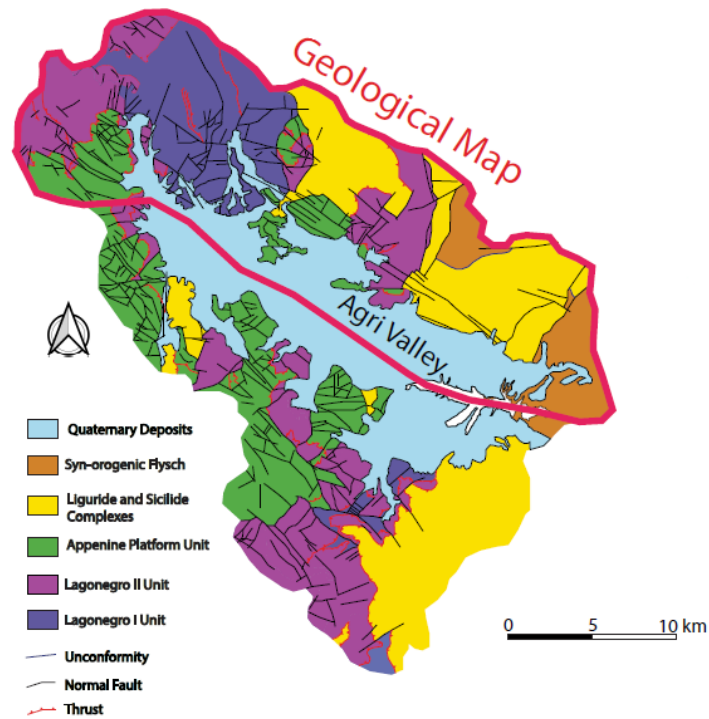 Geological Map
Agri Valley
Quaternary Deposits
Syn-orogenic Flysch
Liguride and Sicilide
Complexes
Appenine Platform Unit
Lagonegro II Unit
Lagonegro I Unit
Unconformity
Normal Fault
Thrust
0 5 10 km